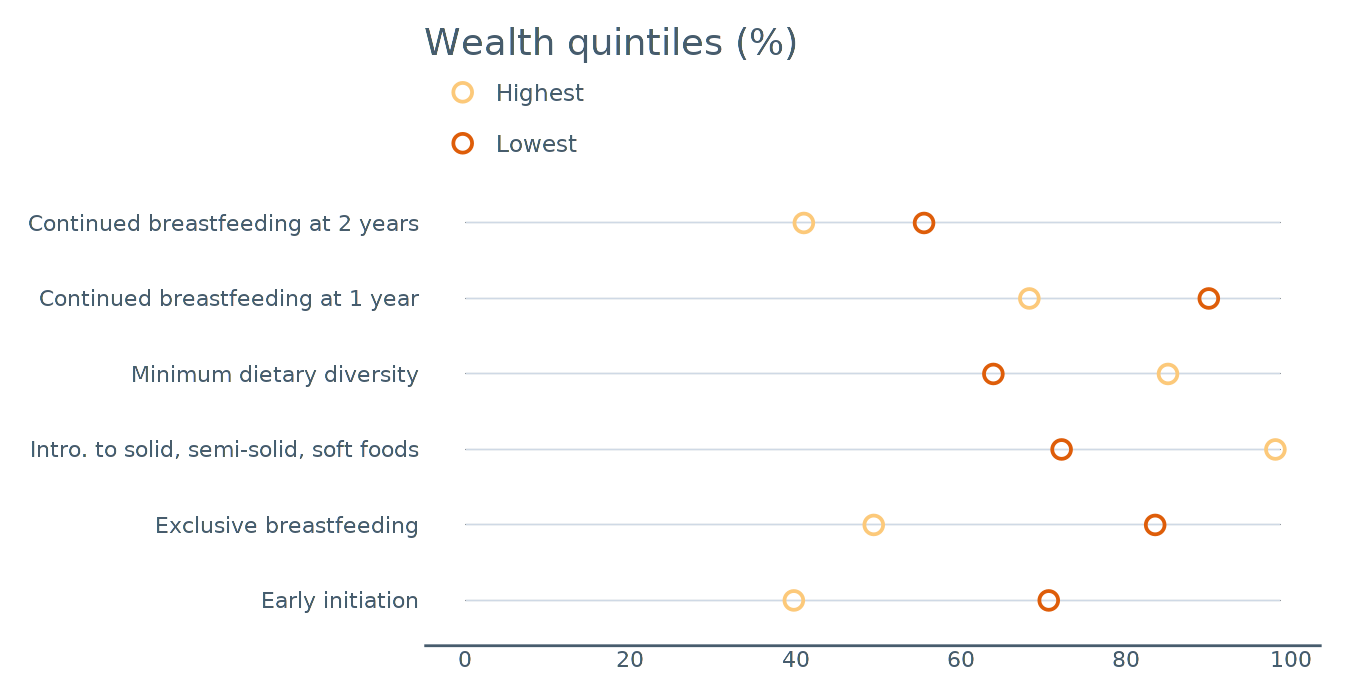 Wealth quintiles (%)
Highest
Lowest
Continued breastfeeding at 2 years
Continued breastfeeding at 1 year
Minimum dietary diversity
Intro. to solid, semi-solid, soft foods
Exclusive breastfeeding
Early initiation
0 20 40 60 80 100